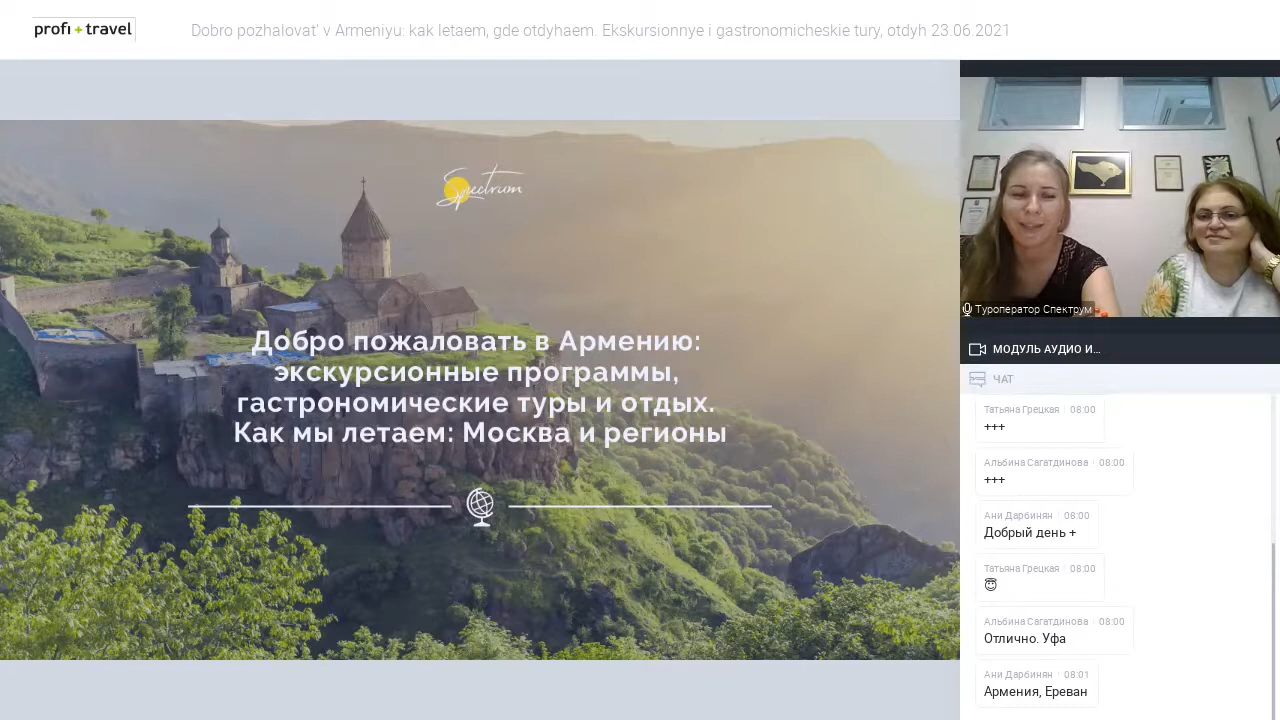 profi + travel
Dobro pozhalovat' v Armeniyu: kak letaem, gde otdyhaem. Ekskursionnye i gastronomicheskie tury, otdyh 23.06.2021
Spectrum
Добро пожаловать в Армению:
экскурсионные программы,
гастрономические туры и отдых.
Как мы летаем: Москва и регионы
Туроператор Спектрум -
МОДУЛЬ АУДИО И...
ЧАТ
Татьяна Грецкая 08:00
+++
Альбина Сагатдинова 08:00
+++
Ани Дарбинян 08:00
Добрый день +
Татьяна Грецкая 08:00
😇
Альбина Сагатдинова 08:00
Отлично. Уфа
Ани Дарбинян 08:01
Армения, Ереван